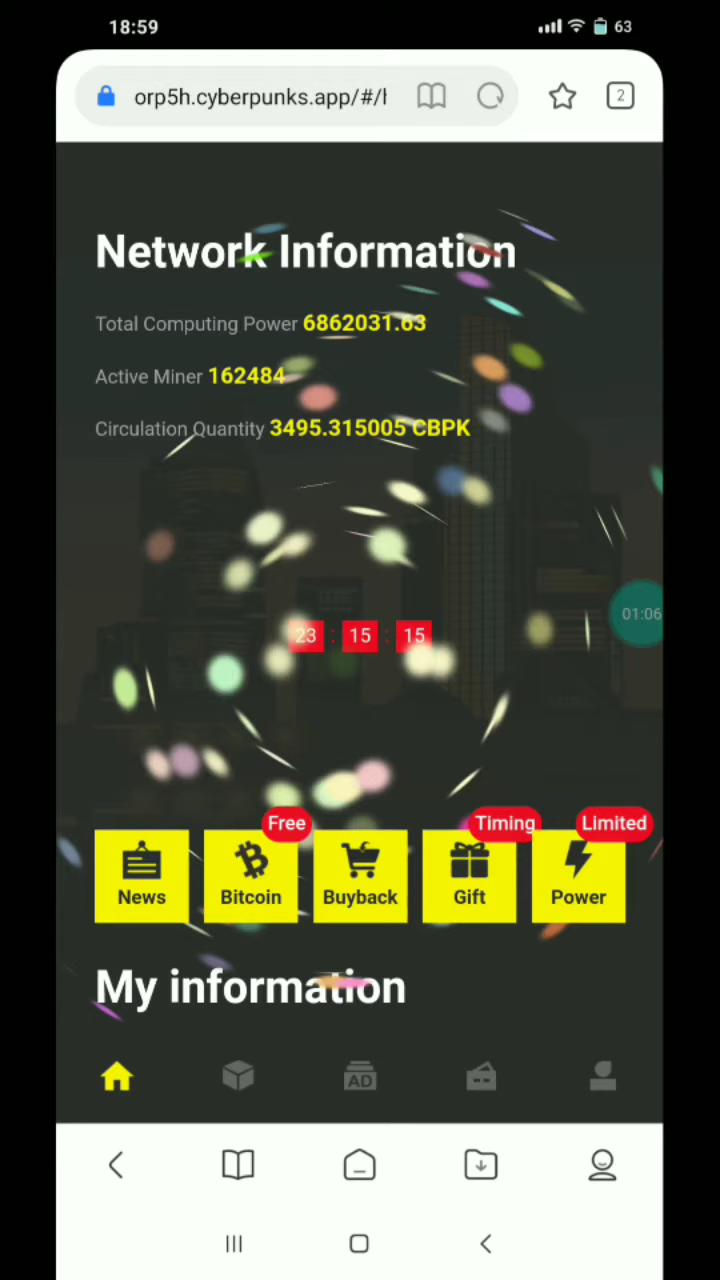 18:59
63
orp5h.cyberpunks.app/#/
2
Network Information
Total Computing Power 6862031.63
Active Miner 162484
Circulation Quantity 3495.315005 CBPK
01:06
23 : 15 : 15
Free
Timing
Limited
News
Bitcoin
Buyback
Gift
Power
My information
AD